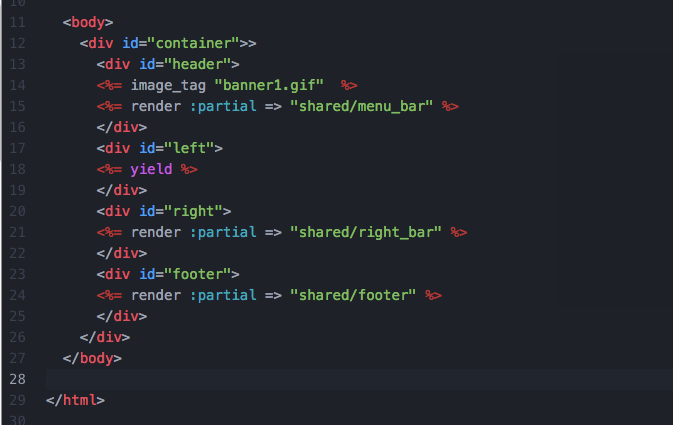 10
11 <body>
12 <div id="container">>
13 <div id="header">
14 <%= image_tag "banner1.gif" %>
15 <%= render :partial => "shared/menu_bar" %>
16 </div>
17 <div id="left">
18 <%= yield %>
19 </div>
20 <div id="right">
21 <%= render :partial => "shared/right_bar" %>
22 </div>
23 <div id="footer">
24 <%= render :partial => "shared/footer" %>
25 </div>
26 </div>
27 </body>
28
29 </html>
30